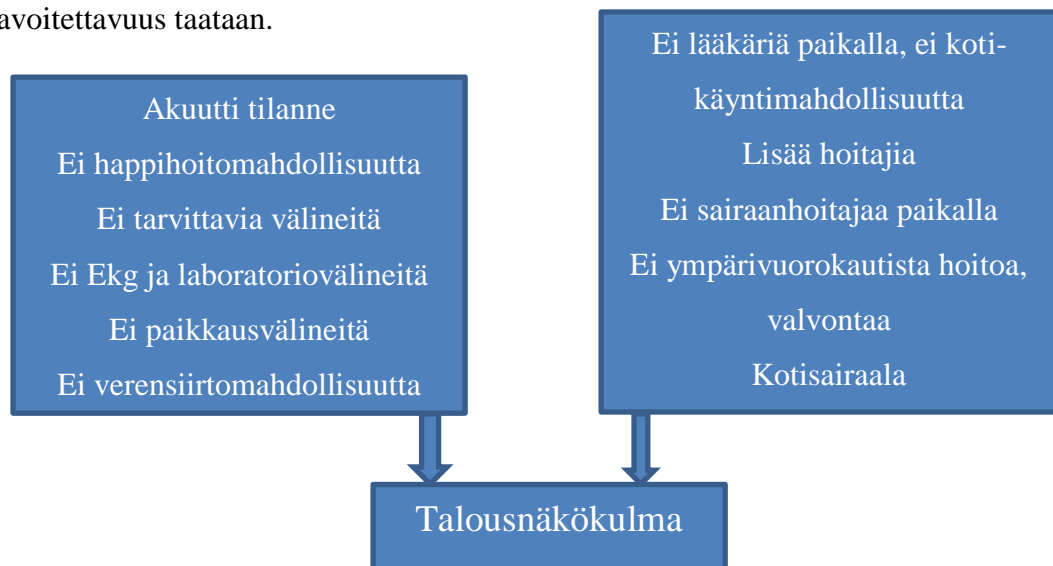 avoitettavuus taataan.
Akuutti tilanne
Ei happihoitomahdollisuutta
Ei tarvittavia välineitä
Ei Ekg ja laboratoriovälineitä
Ei paikkausvälineitä
Ei verensiirtomahdollisuutta
Ei lääkäriä paikalla, ei koti-
käyntimahdollisuutta
Lisää hoitajia
Ei sairaanhoitajaa paikalla
Ei ympärivuorokautista hoitoa,
valvontaa
Kotisairaala
Talousnäkökulma